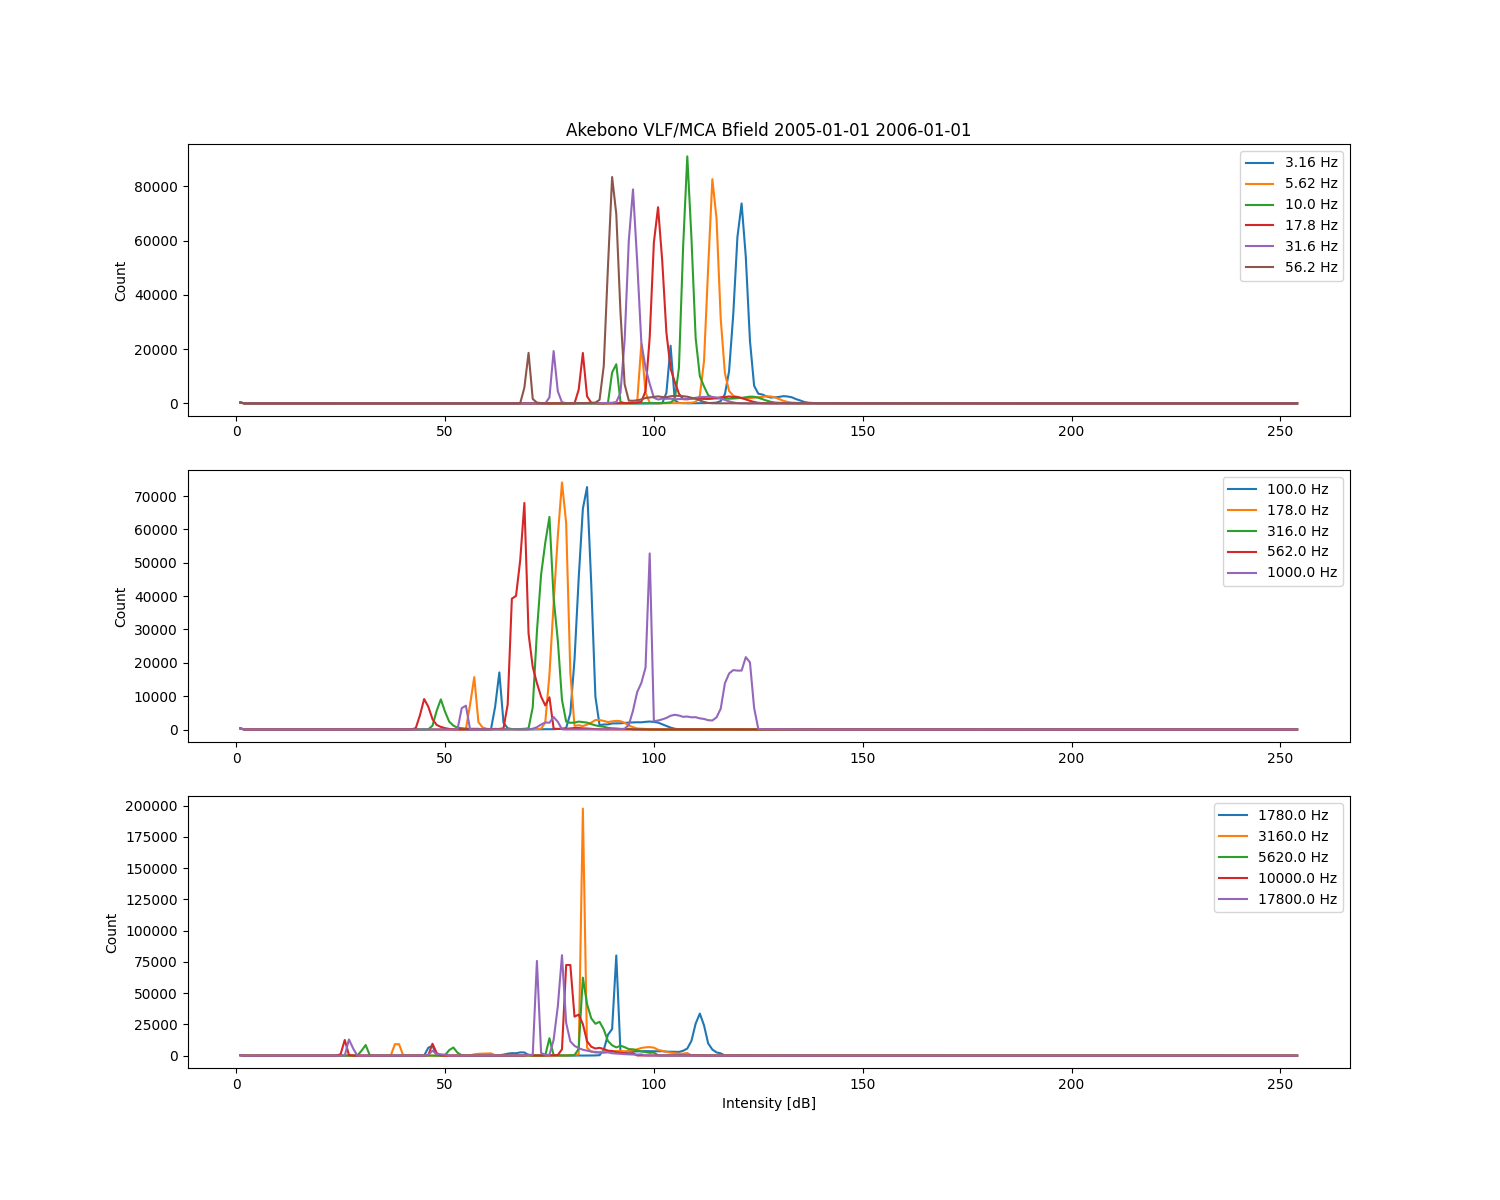 Akebono VLF/MCA Bfield 2005-01-01 2006-01-01
80000
60000
40000
20000
0
Count
0 50 100 150 200 250
3.16 Hz
5.62 Hz
10.0 Hz
17.8 Hz
31.6 Hz
56.2 Hz
70000
60000
50000
40000
30000
20000
10000
0
Count
0 50 100 150 200 250
100.0 Hz
178.0 Hz
316.0 Hz
562.0 Hz
1000.0 Hz
200000
175000
150000
125000
100000
75000
50000
25000
0
Count
0 50 100 150 200 250
Intensity [dB]
1780.0 Hz
3160.0 Hz
5620.0 Hz
10000.0 Hz
17800.0 Hz